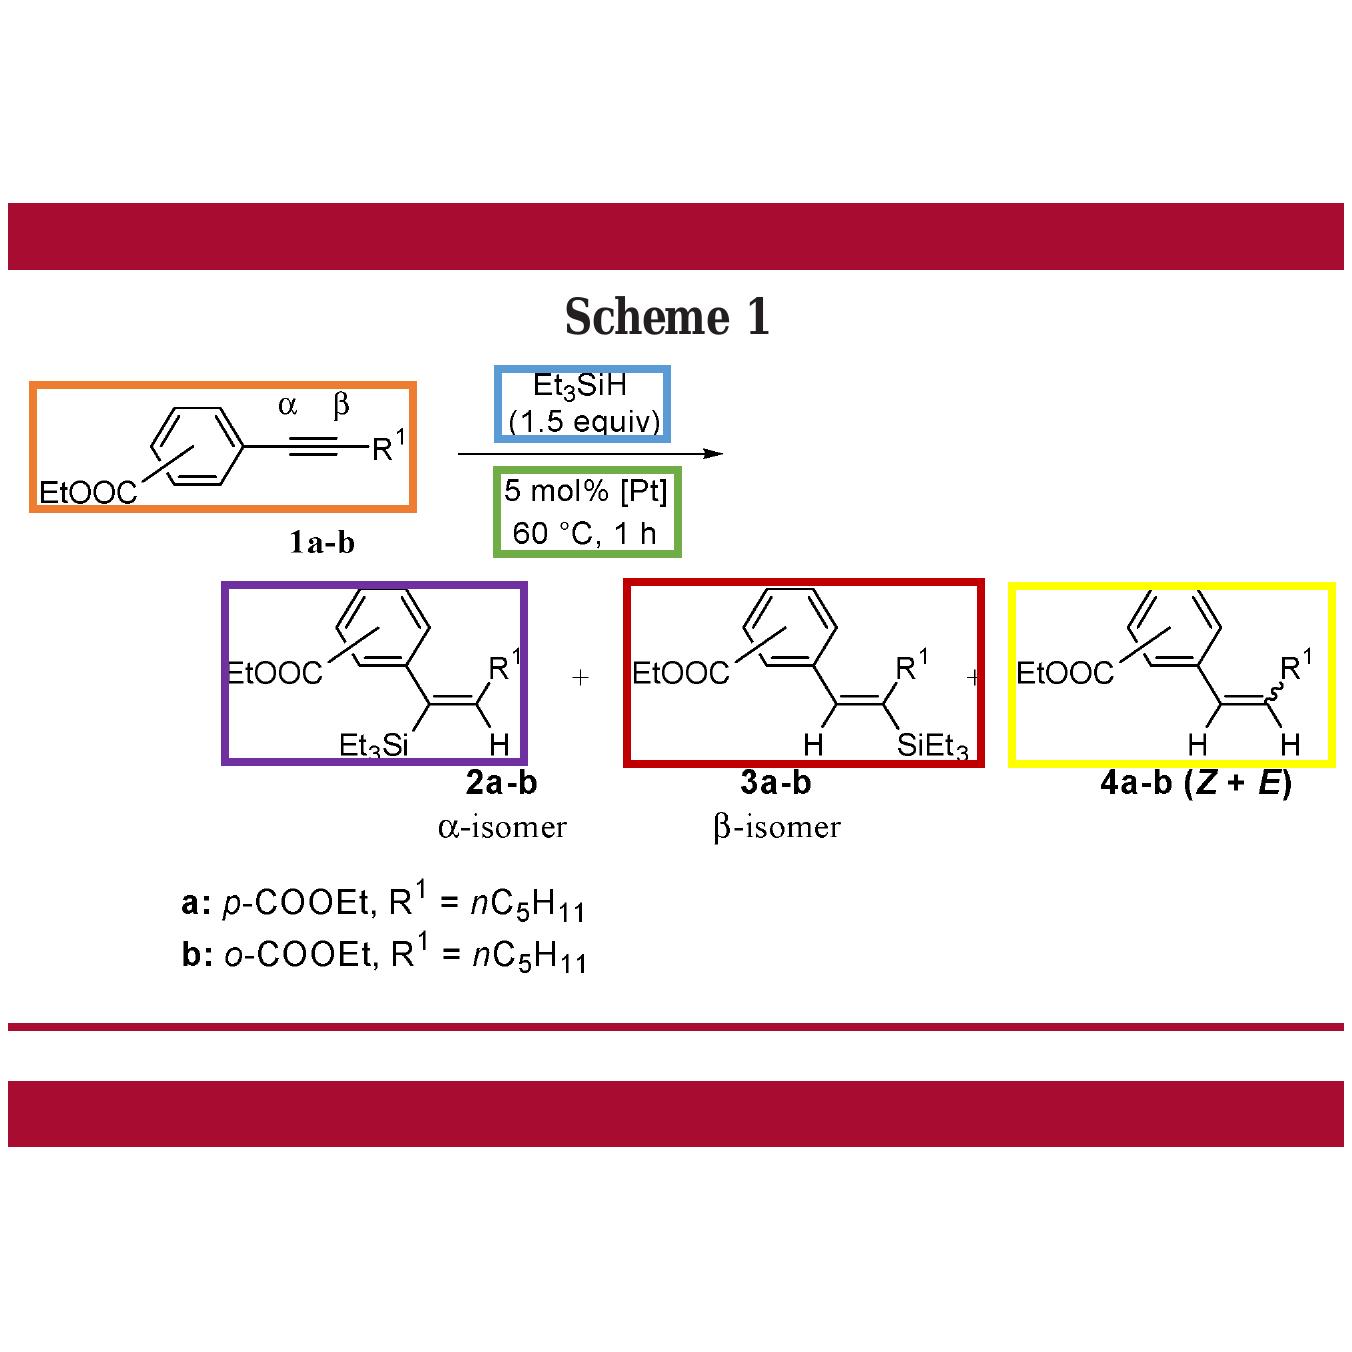 Scheme 1
Et₃SiH
(1.5 equiv)
α β
R¹
EtOOC
5 mol% [Pt]
60 °C, 1 h
1a-b
EtOOC R¹ + EtOOC R¹ + EtOOC R¹
Et₃Si H H SiEt₃ H H
2a-b 3a-b 4a-b (Z + E)
α-isomer β-isomer
a: p-COOEt, R¹ = nC₅H₁₁
b: o-COOEt, R¹ = nC₅H₁₁